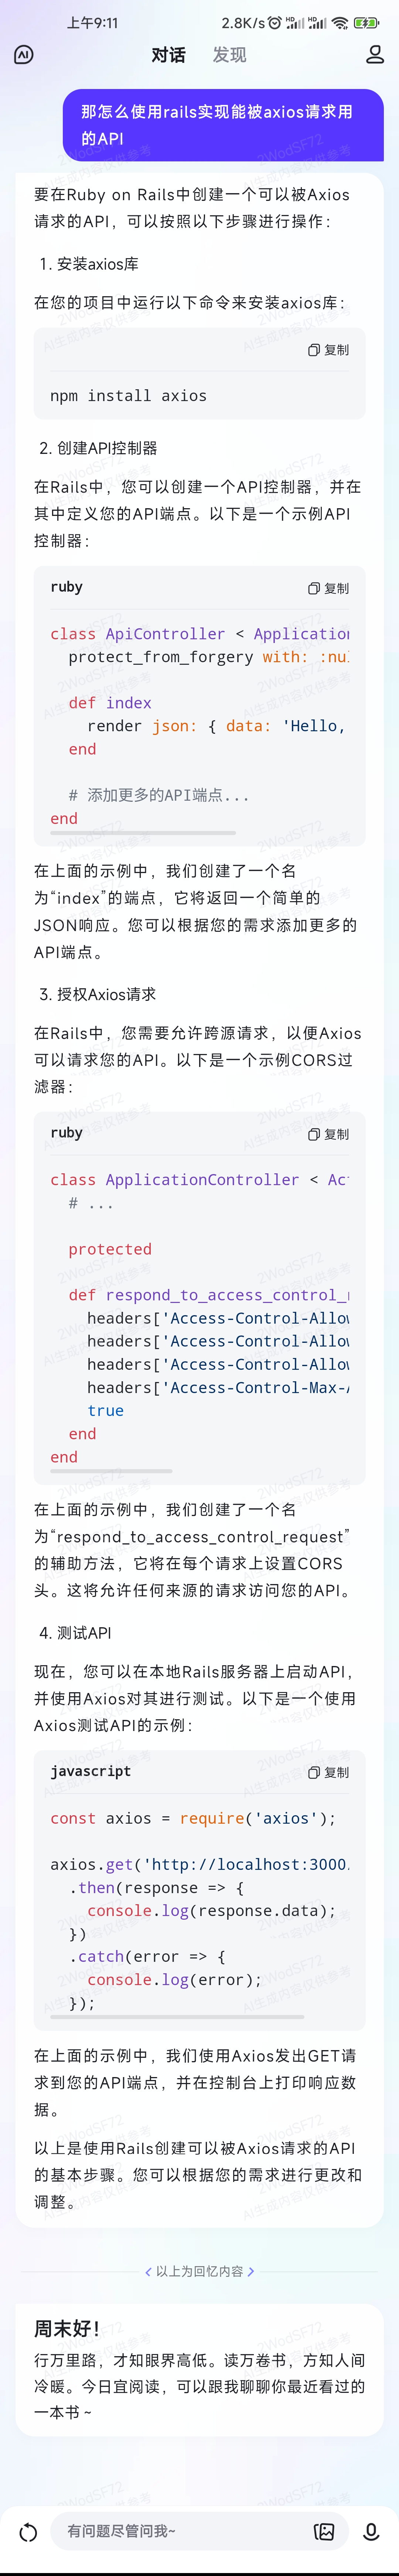 上午9:11
2.8K/s
HD
HD
AI
对话
发现
那怎么使用rails实现能被axios请求用
的API
要在Ruby on Rails中创建一个可以被Axios
请求的API，可以按照以下步骤进行操作：
1. 安装axios库
在您的项目中运行以下命令来安装axios库：
复制
npm install axios
2. 创建API控制器
在Rails中，您可以创建一个API控制器，并在
其中定义您的API端点。以下是一个示例API
控制器：
ruby
复制
class ApiController < Application
protect_from_forgery with: :nu
def index
render json: { data: 'Hello,
end
# 添加更多的API端点...
end
在上面的示例中，我们创建了一个名
为“index”的端点，它将返回一个简单的
JSON响应。您可以根据您的需求添加更多的
API端点。
3. 授权Axios请求
在Rails中，您需要允许跨源请求，以便Axios
可以请求您的API。以下是一个示例CORS过
滤器：
ruby
复制
class ApplicationController < Ac
# ...
protected
def respond_to_access_control_
headers['Access-Control-Allow
headers['Access-Control-Allow
headers['Access-Control-Allow
headers['Access-Control-Max-A
true
end
end
在上面的示例中，我们创建了一个名
为“respond_to_access_control_request”
的辅助方法，它将在每个请求上设置CORS
头。这将允许任何来源的请求访问您的API。
4. 测试API
现在，您可以在本地Rails服务器上启动API，
并使用Axios对其进行测试。以下是一个使用
Axios测试API的示例：
javascript
复制
const axios = require('axios');
axios.get('http://localhost:3000
.then(response => {
console.log(response.data);
})
.catch(error => {
console.log(error);
});
在上面的示例中，我们使用Axios发出GET请
求到您的API端点，并在控制台上打印响应数
据。
以上是使用Rails创建可以被Axios请求的API
的基本步骤。您可以根据您的需求进行更改和
调整。
以上为回忆内容
周末好！
行万里路，才知眼界高低。读万卷书，方知人间
冷暖。今日宜阅读，可以跟我聊聊你最近看过的
一本书～
有问题尽管问我~
2WodSF72
AI生成内容仅供参考